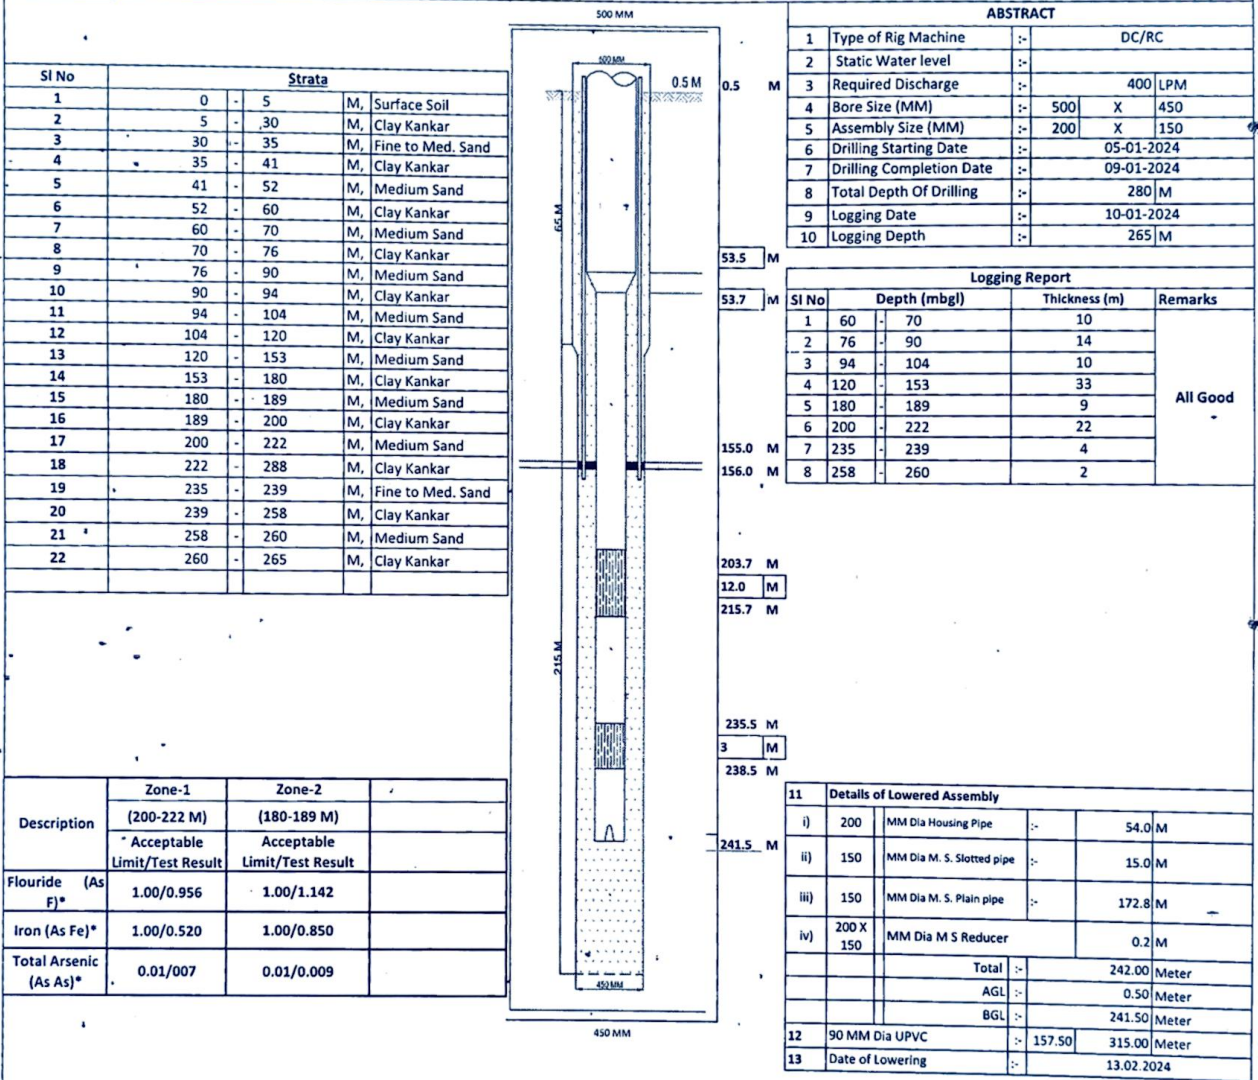 Sl No Strata
1 0 - 5 M, Surface Soil
2 5 - 30 M, Clay Kankar
3 30 - 35 M, Fine to Med. Sand
4 35 - 41 M, Clay Kankar
5 41 - 52 M, Medium Sand
6 52 - 60 M, Clay Kankar
7 60 - 70 M, Medium Sand
8 70 - 76 M, Clay Kankar
9 76 - 90 M, Medium Sand
10 90 - 94 M, Clay Kankar
11 94 - 104 M, Medium Sand
12 104 - 120 M, Clay Kankar
13 120 - 153 M, Medium Sand
14 153 - 180 M, Clay Kankar
15 180 - 189 M, Medium Sand
16 189 - 200 M, Clay Kankar
17 200 - 222 M, Medium Sand
18 222 - 288 M, Clay Kankar
19 235 - 239 M, Fine to Med. Sand
20 239 - 258 M, Clay Kankar
21 258 - 260 M, Medium Sand
22 260 - 265 M, Clay Kankar
Description
Zone-1 Zone-2
(200-222 M) (180-189 M)
Acceptable Acceptable
Limit/Test Result Limit/Test Result
Flouride (As
F)* 1.00/0.956 1.00/1.142
Iron (As Fe)* 1.00/0.520 1.00/0.850
Total Arsenic
(As As)* 0.01/007 0.01/0.009
500 MM
500 MM
0.5 M
65 M
215 M
450 MM
450 MM
0.5 M
53.5 M
53.7 M
155.0 M
156.0 M
203.7 M
12.0 M
215.7 M
235.5 M
3 M
238.5 M
241.5 M
ABSTRACT
1 Type of Rig Machine :- DC/RC
2 Static Water level :-
3 Required Discharge :- 400 LPM
4 Bore Size (MM) :- 500 X 450
5 Assembly Size (MM) :- 200 X 150
6 Drilling Starting Date :- 05-01-2024
7 Drilling Completion Date :- 09-01-2024
8 Total Depth Of Drilling :- 280 M
9 Logging Date :- 10-01-2024
10 Logging Depth :- 265 M
Logging Report
Sl No Depth (mbgl) Thickness (m) Remarks
1 60 - 70 10
2 76 - 90 14
3 94 - 104 10
4 120 - 153 33
5 180 - 189 9
6 200 - 222 22
7 235 - 239 4
8 258 - 260 2
All Good
11 Details of Lowered Assembly
i) 200 MM Dia Housing Pipe :- 54.0 M
ii) 150 MM Dia M. S. Slotted pipe :- 15.0 M
iii) 150 MM Dia M. S. Plain pipe :- 172.8 M
iv) 200 X
150 MM Dia M S Reducer 0.2 M
Total :- 242.00 Meter
AGL :- 0.50 Meter
BGL :- 241.50 Meter
12 90 MM Dia UPVC :- 157.50 315.00 Meter
13 Date of Lowering :- 13.02.2024